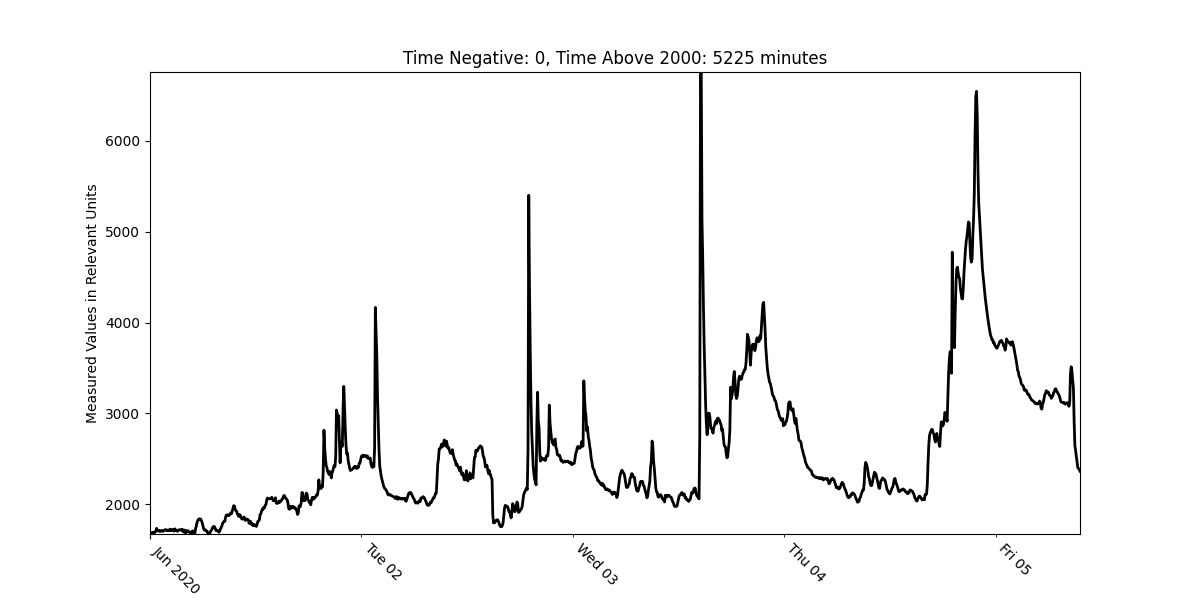 Time Negative: 0, Time Above 2000: 5225 minutes
Measured Values in Relevant Units
6000
5000
4000
3000
2000
Jun 2020
Tue 02
Wed 03
Thu 04
Fri 05